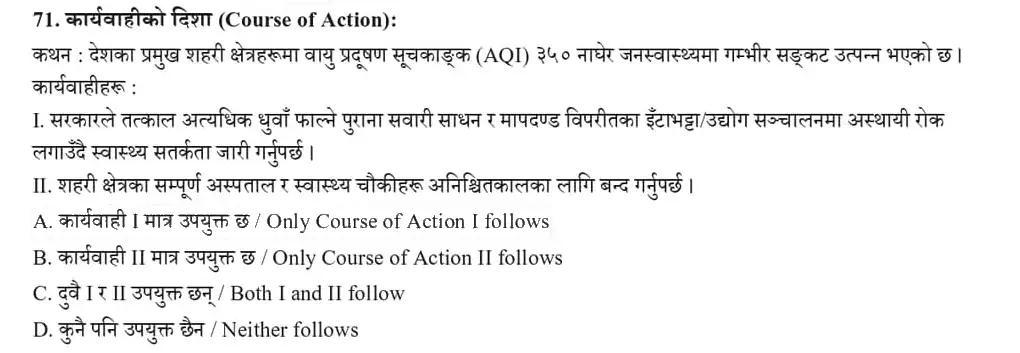 71. कार्यवाहीको दिशा (Course of Action):
कथन : देशका प्रमुख शहरी क्षेत्रहरूमा वायु प्रदूषण सूचकाङ्क (AQI) ३५० नाघेर जनस्वास्थ्यमा गम्भीर सङ्कट उत्पन्न भएको छ।
कार्यवाहीहरू :
I. सरकारले तत्काल अत्यधिक धुवाँ फाल्ने पुराना सवारी साधन र मापदण्ड विपरीतका इँटाभट्टा/उद्योग सञ्चालनमा अस्थायी रोक
लगाउँदै स्वास्थ्य सतर्कता जारी गर्नुपर्छ।
II. शहरी क्षेत्रका सम्पूर्ण अस्पताल र स्वास्थ्य चौकीहरू अनिश्चितकालका लागि बन्द गर्नुपर्छ।
A. कार्यवाही I मात्र उपयुक्त छ / Only Course of Action I follows
B. कार्यवाही II मात्र उपयुक्त छ / Only Course of Action II follows
C. दुवै I र II उपयुक्त छन् / Both I and II follow
D. कुनै पनि उपयुक्त छैन / Neither follows